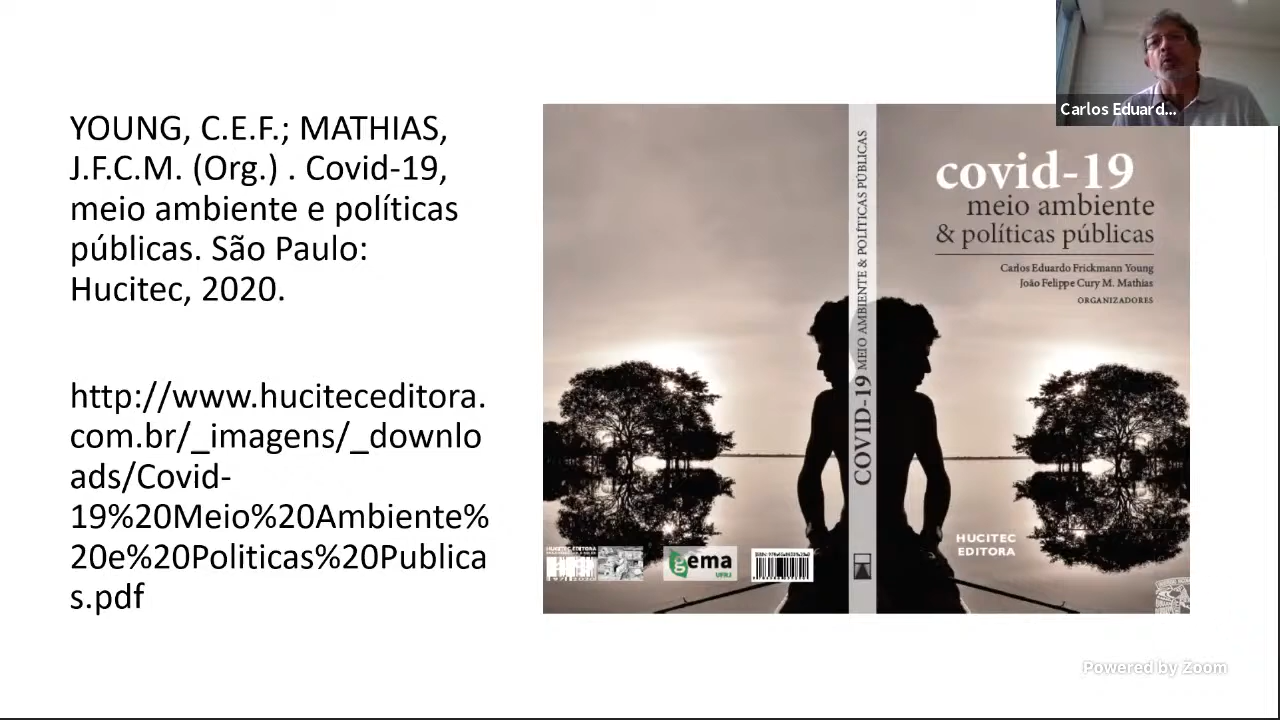 YOUNG, C.E.F.; MATHIAS,
J.F.C.M. (Org.) . Covid-19,
meio ambiente e políticas
públicas. São Paulo:
Hucitec, 2020.
http://www.huciteceditora.
com.br/_imagens/_downlo
ads/Covid-
19%20Meio%20Ambiente%
20e%20Politicas%20Publica
s.pdf
COVID-19 MEIO AMBIENTE & POLÍTICAS PÚBLICAS
covid-19
meio ambiente
& políticas públicas
Carlos Eduardo Frickmann Young
João Felippe Cury M. Mathias
ORGANIZADORES
HUCITEC
EDITORA
HUCITEC EDITORA
gema
UFRJ
Carlos Eduard...
Powered by Zoom